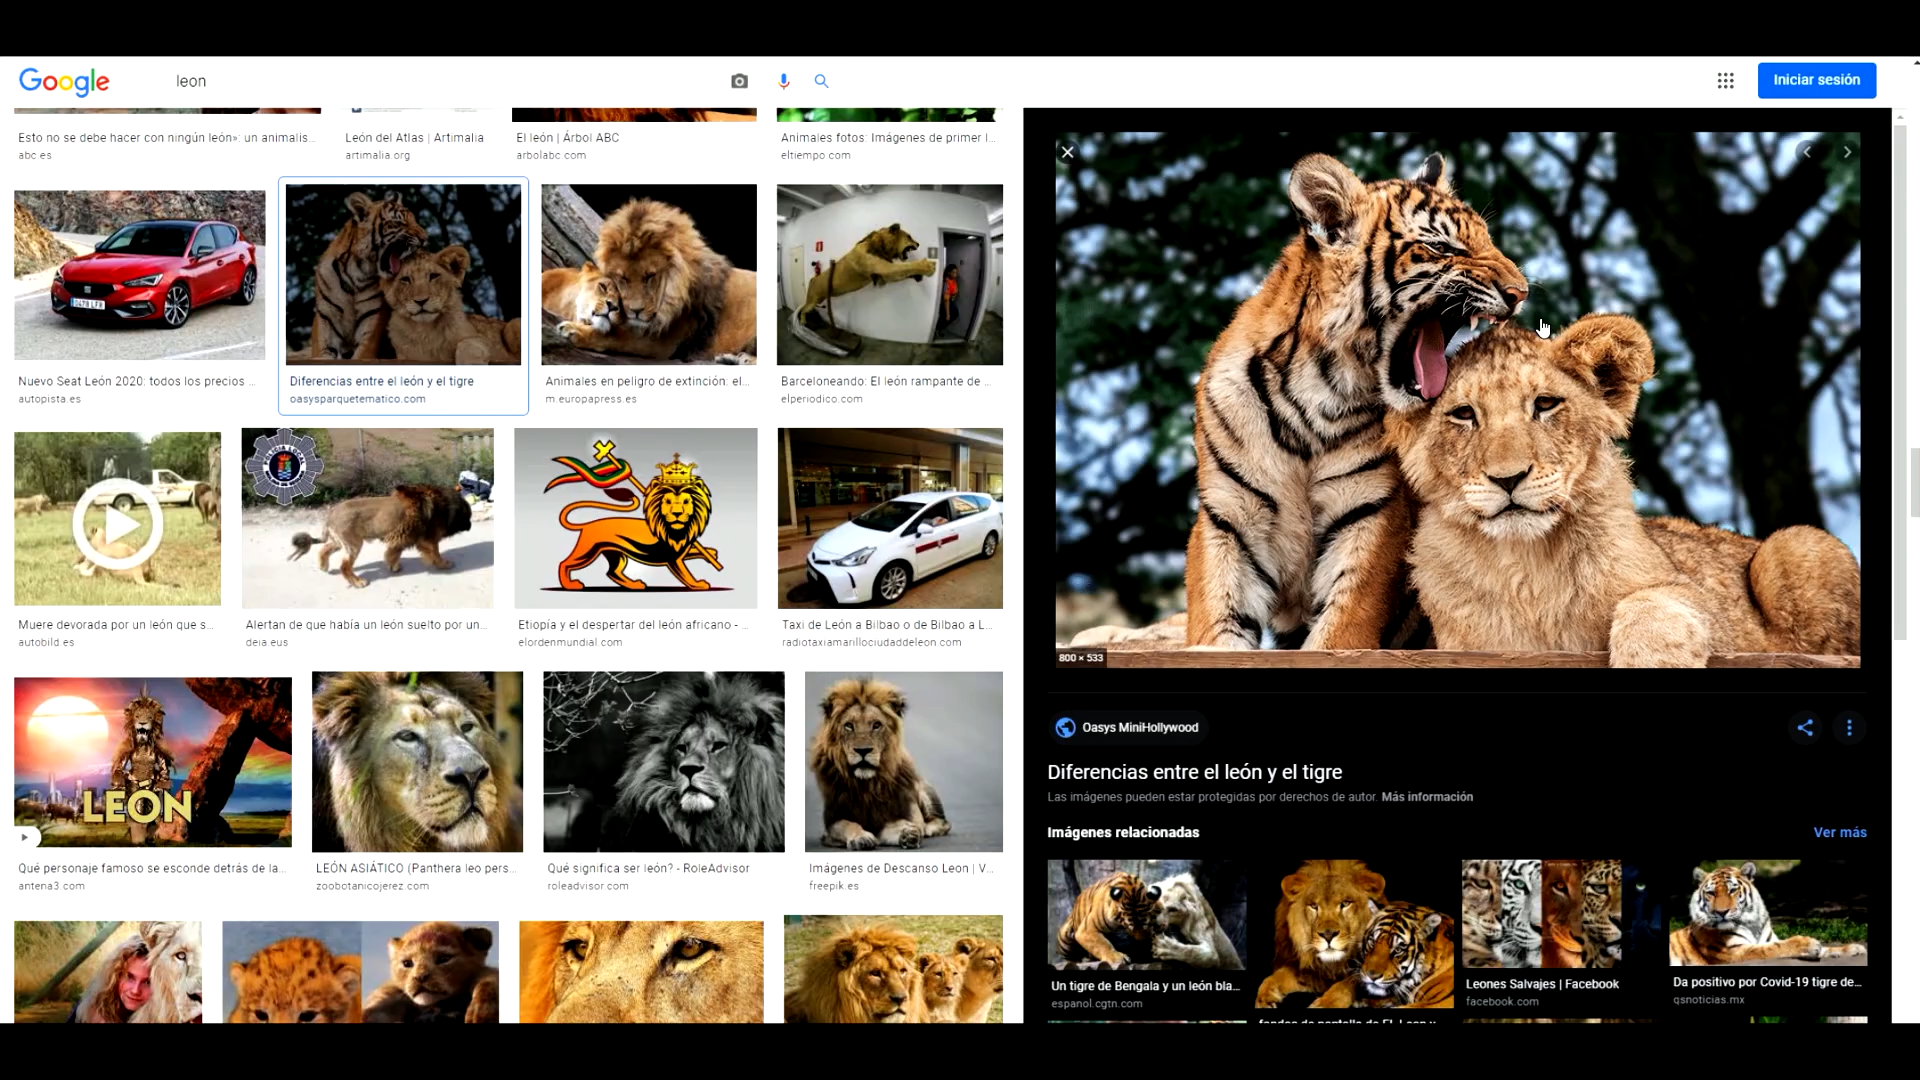 Google
leon
Iniciar sesión
Esto no se debe hacer con ningún león»: un animalis...
abc.es
León del Atlas | Artimalia
artimalia.org
El león | Árbol ABC
arbolabc.com
Animales fotos: Imágenes de primer l...
eltiempo.com
Nuevo Seat León 2020: todos los precios ...
autopista.es
Diferencias entre el león y el tigre
oasysparquetematico.com
Animales en peligro de extinción: el...
m.europapress.es
Barceloneando: El león rampante de ...
elperiodico.com
Muere devorada por un león que s...
autobild.es
Alertan de que había un león suelto por un...
deia.eus
Etiopía y el despertar del león africano - ...
elordenmundial.com
Taxi de León a Bilbao o de Bilbao a L...
radiotaxiamarillociudaddeleon.com
LEÓN
Qué personaje famoso se esconde detrás de la...
antena3.com
LEÓN ASIÁTICO (Panthera leo pers...
zoobotanicojerez.com
Qué significa ser león? - RoleAdvisor
roleadvisor.com
Imágenes de Descanso Leon | V...
freepik.es
800 × 533
Oasys MiniHollywood
Diferencias entre el león y el tigre
Las imágenes pueden estar protegidas por derechos de autor. Más información
Imágenes relacionadas
Ver más
Un tigre de Bengala y un león bla...
espanol.cgtn.com
Leones Salvajes | Facebook
facebook.com
Da positivo por Covid-19 tigre de...
qsnoticias.mx